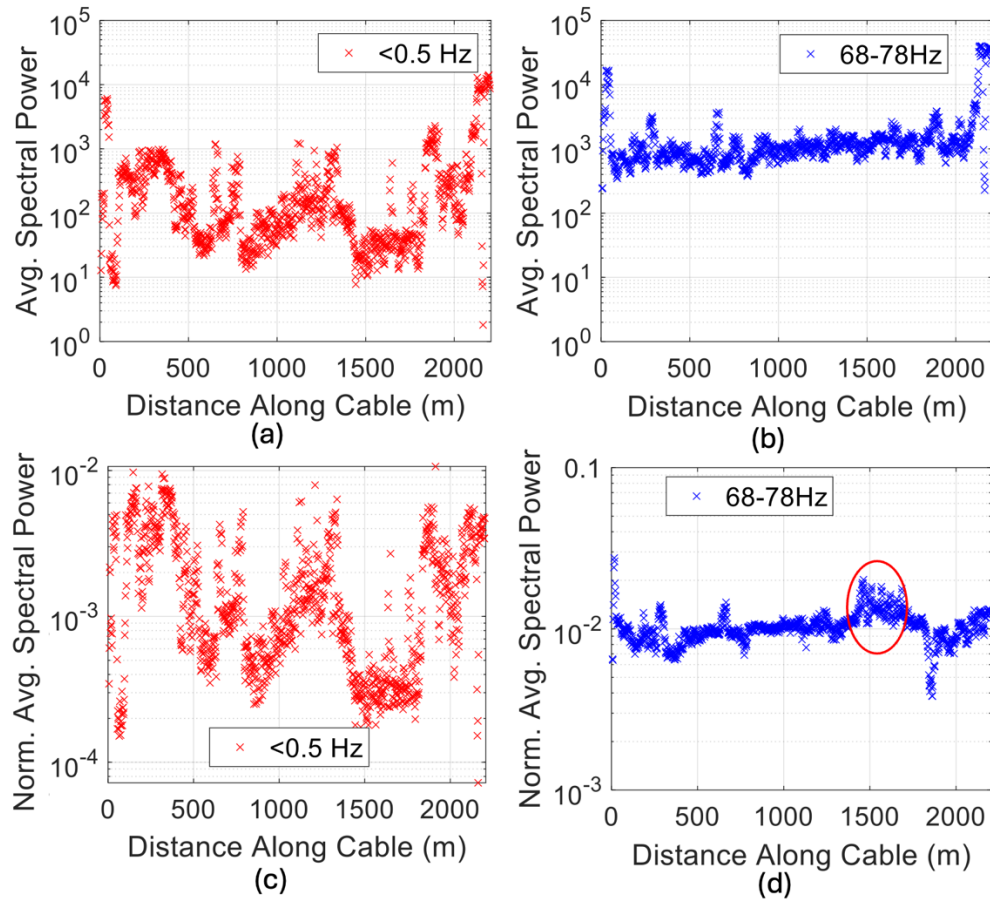 10^5
10^4
10^3
10^2
10^1
10^0
Avg. Spectral Power
× <0.5 Hz
0 500 1000 1500 2000
Distance Along Cable (m)
(a)
10^5
10^4
10^3
10^2
10^1
10^0
Avg. Spectral Power
× 68-78Hz
0 500 1000 1500 2000
Distance Along Cable (m)
(b)
10^-2
10^-3
10^-4
Norm. Avg. Spectral Power
× <0.5 Hz
0 500 1000 1500 2000
Distance Along Cable (m)
(c)
0.1
10^-2
10^-3
Norm. Avg. Spectral Power
× 68-78Hz
0 500 1000 1500 2000
Distance Along Cable (m)
(d)